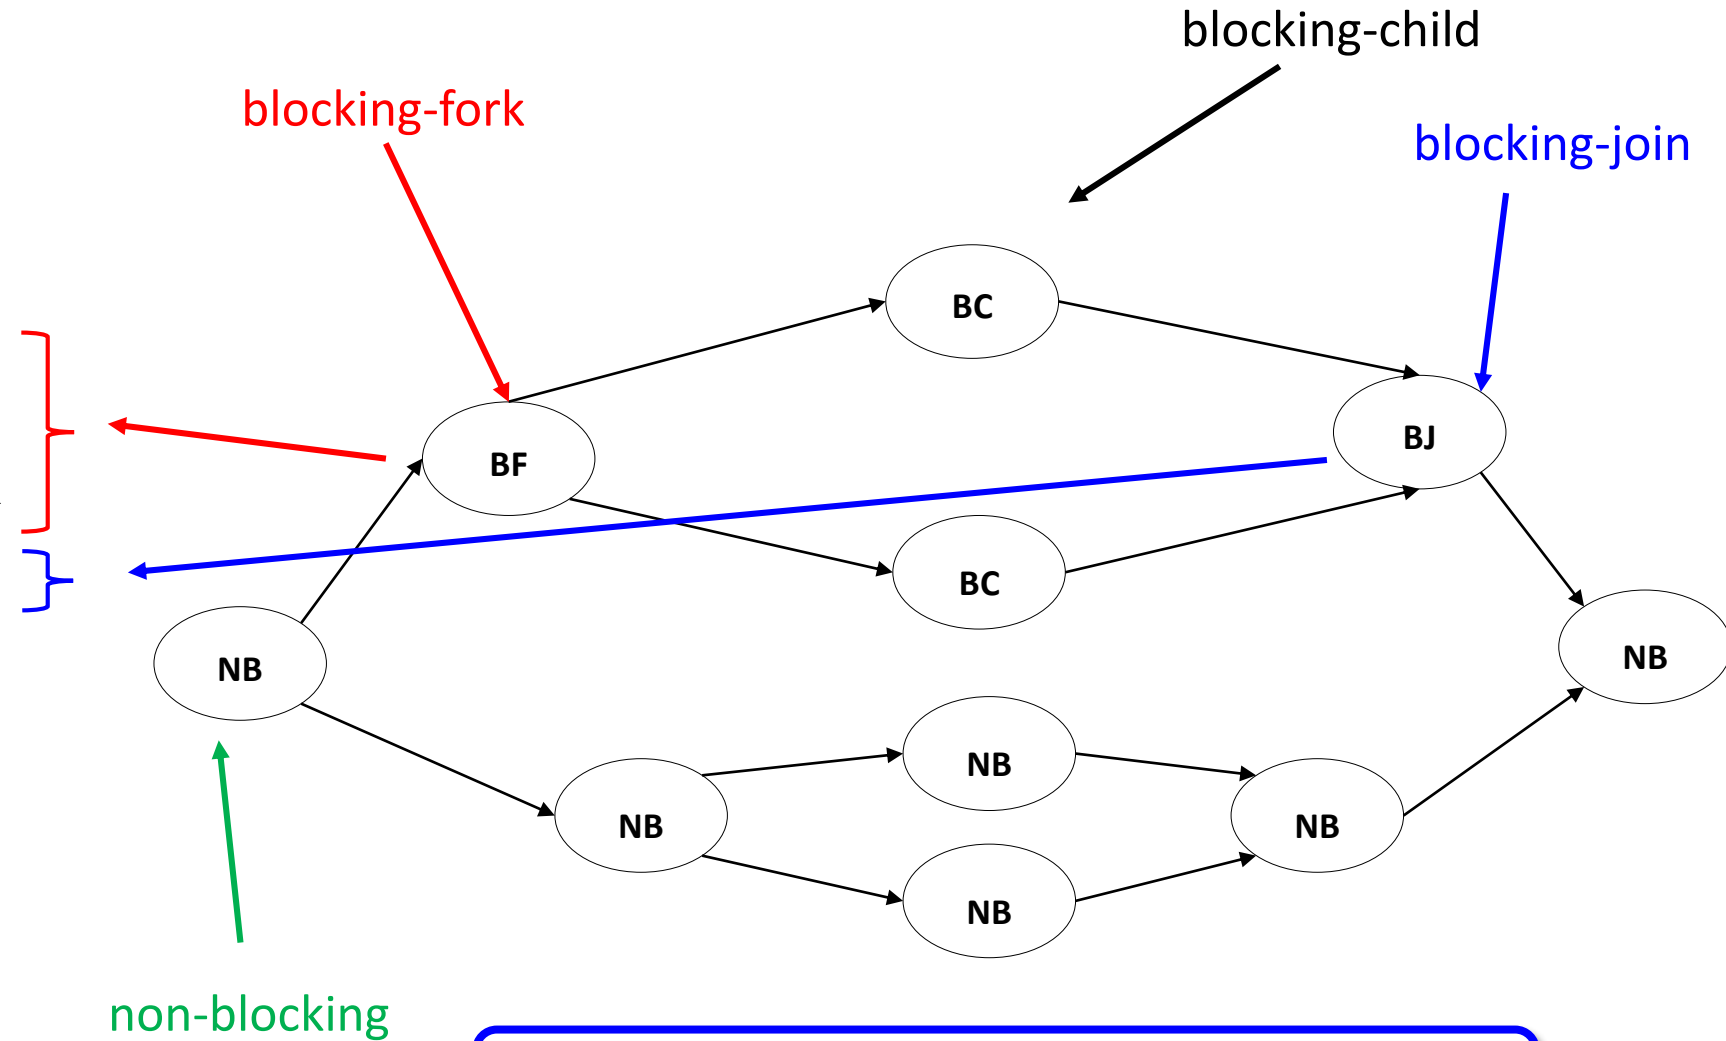 blocking-child
blocking-fork
blocking-join
BC
BJ
BF
BC
NB
NB
NB
NB
NB
NB
non-blocking